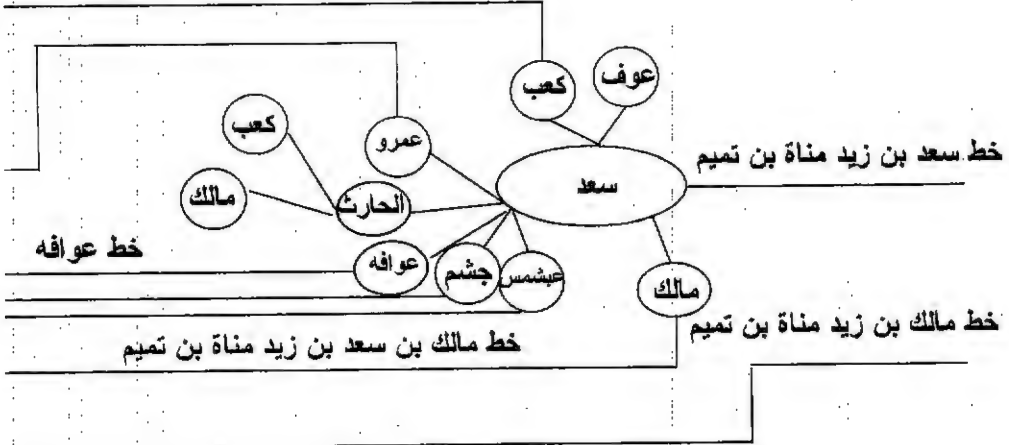 عوف
كعب
خط سعد بن زيد مناة بن تميم
سعد
عمرو
كعب
الحارث
مالك
خط عوافه
عوافه
جشم
عبشمس
مالك
خط مالك بن زيد مناة بن تميم
خط مالك بن سعد بن زيد مناة بن تميم